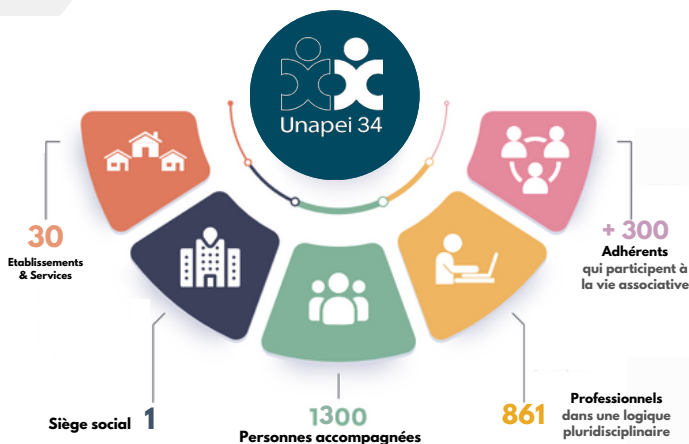 Unapei 34
30
Etablissements
& Services
Siège social 1
1300
Personnes accompagnées
861
Professionnels
dans une logique
pluridisciplinaire
+ 300
Adhérents
qui participent à
la vie associative